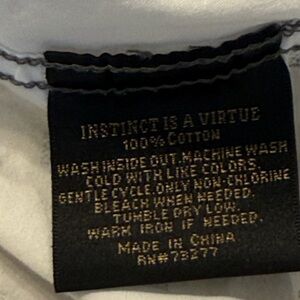 INSTINCT IS A VIRTUE
100% COTTON
WASH INSIDE OUT. MACHINE WASH
COLD WITH LIKE COLORS.
GENTLE CYCLE. ONLY NON-CHLORINE
BLEACH WHEN NEEDED.
TUMBLE DRY LOW.
WARM IRON IF NEEDED.
MADE IN CHINA
RN#73277